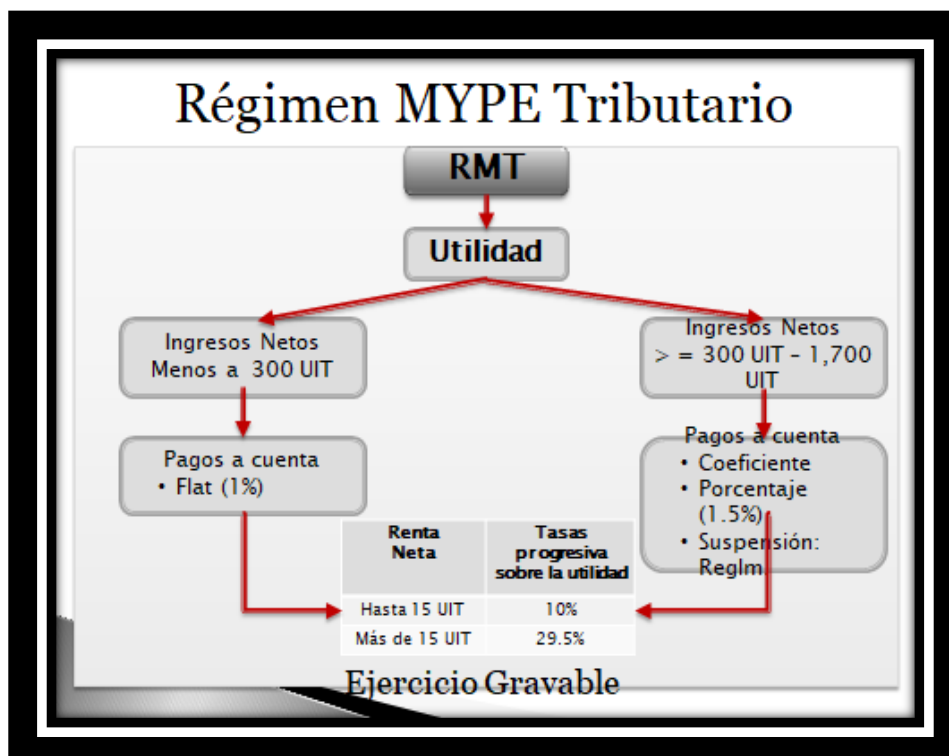 Régimen MYPE Tributario
RMT
Utilidad
Ingresos Netos
Menos a 300 UIT
Ingresos Netos
> = 300 UIT – 1,700
UIT
Pagos a cuenta
• Flat (1%)
Pagos a cuenta
• Coeficiente
• Porcentaje
(1.5%)
• Suspensión:
Reglm.
Renta
Neta
Tasas
progresiva
sobre la utilidad
Hasta 15 UIT
10%
Más de 15 UIT
29.5%
Ejercicio Gravable